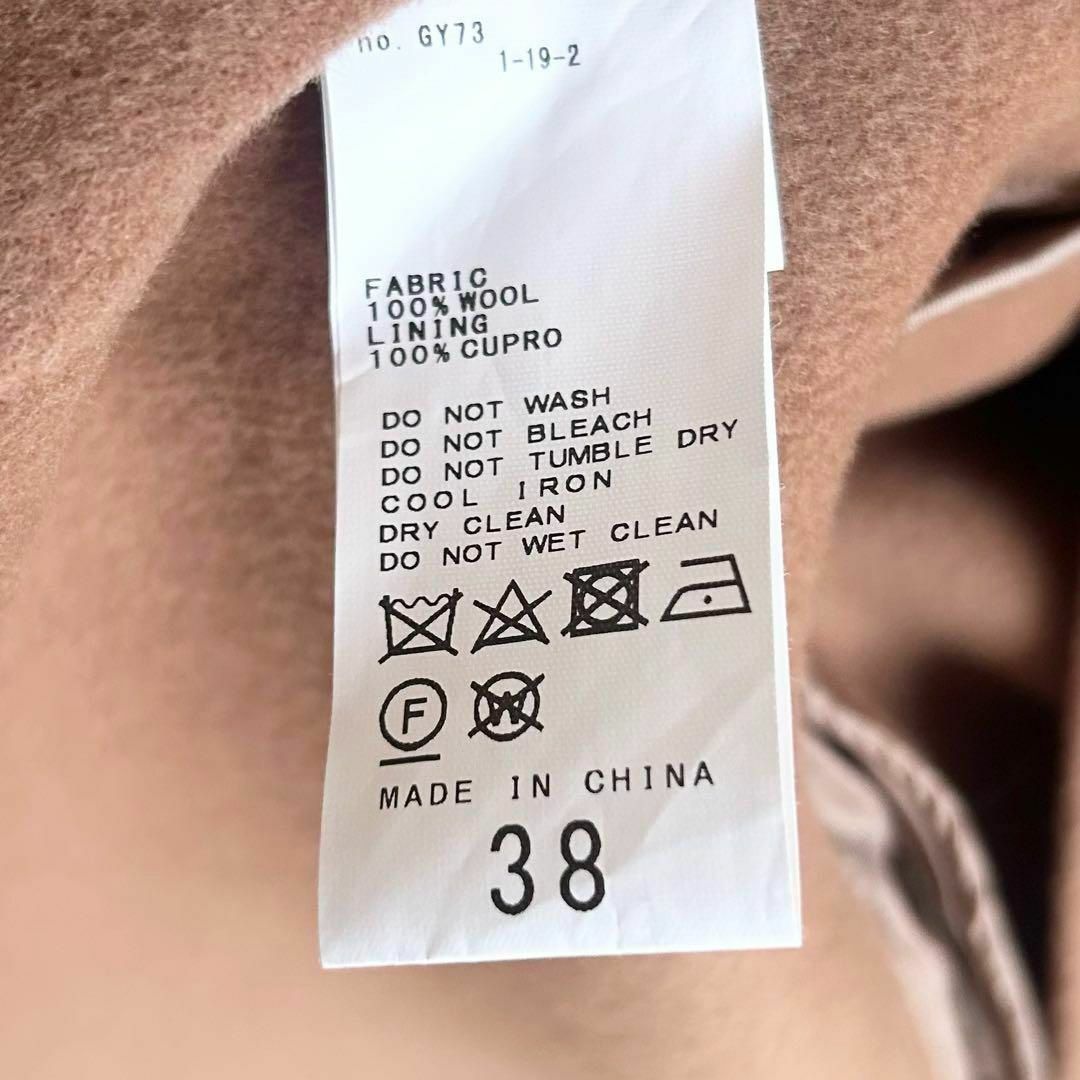 no. GY73
1-19-2
FABRIC
100% WOOL
LINING
100% CUPRO
DO NOT WASH
DO NOT BLEACH
DO NOT TUMBLE DRY
COOL IRON
DRY CLEAN
DO NOT WET CLEAN
F W
MADE IN CHINA
38